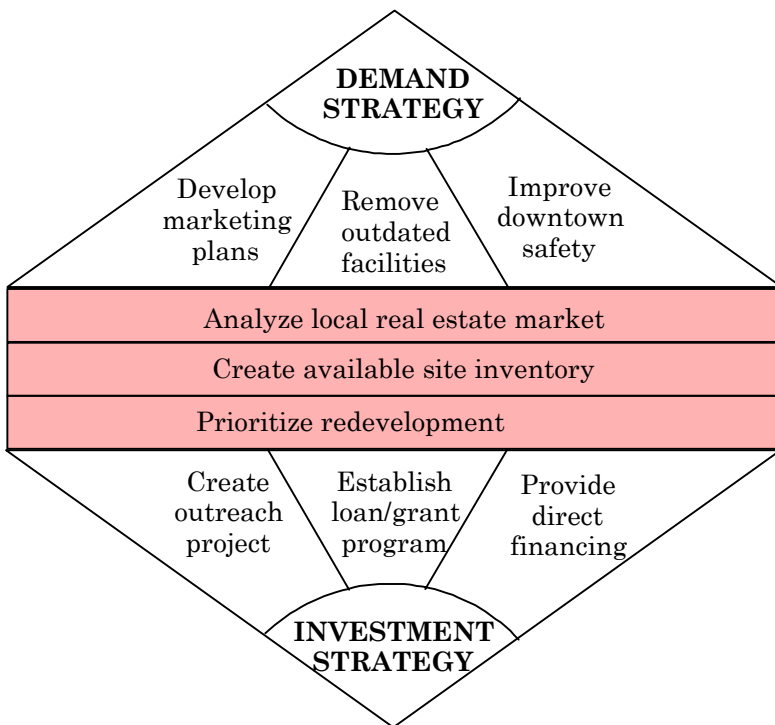 DEMAND
STRATEGY
Develop
marketing
plans
Remove
outdated
facilities
Improve
downtown
safety
Analyze local real estate market
Create available site inventory
Prioritize redevelopment
Create
outreach
project
Establish
loan/grant
program
Provide
direct
financing
INVESTMENT
STRATEGY